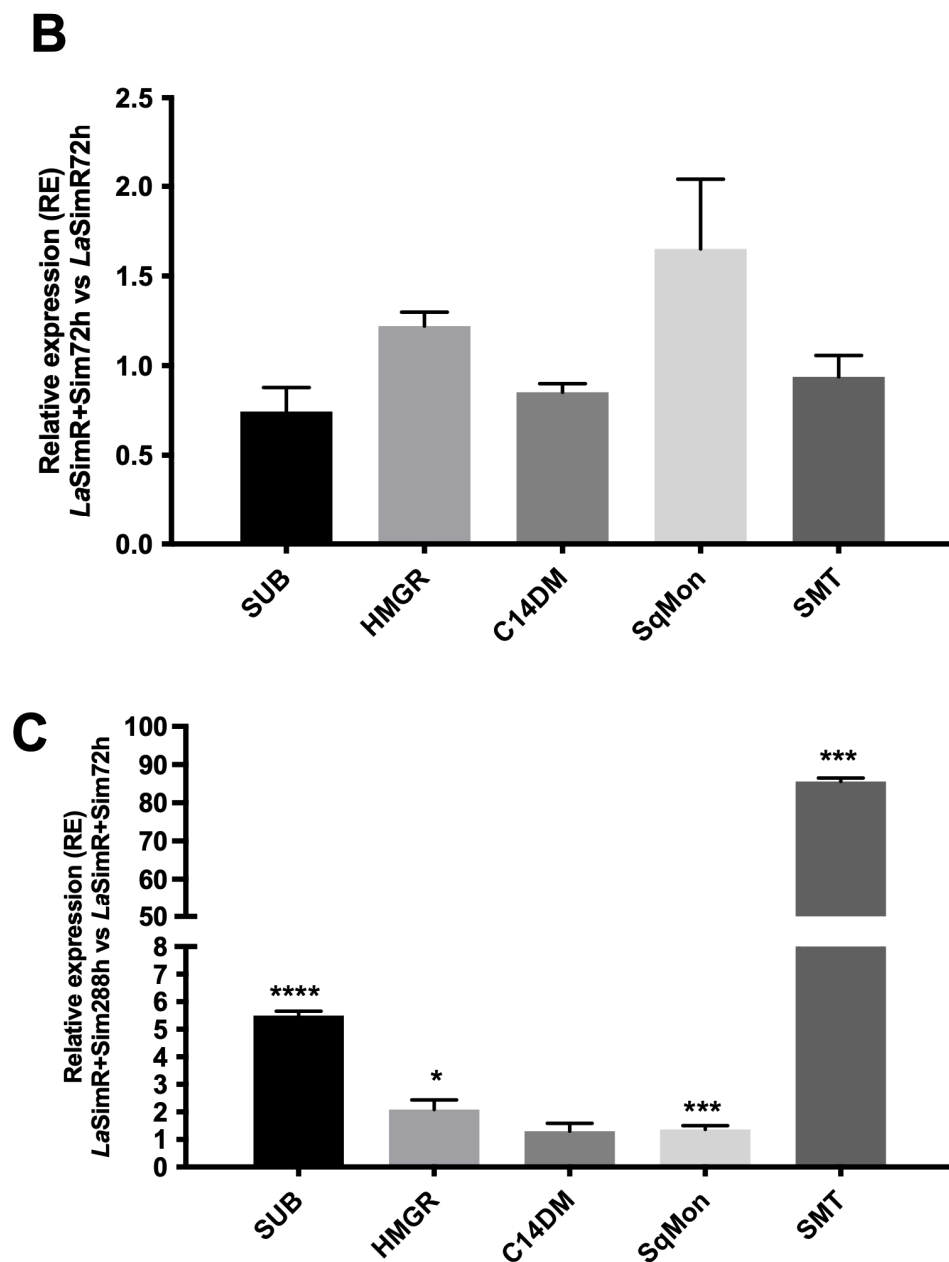 B
Relative expression (RE)
LaSimR+Sim72h vs LaSimR72h
2.5
2.0
1.5
1.0
0.5
0.0
SUB
HMGR
C14DM
SqMon
SMT
C
Relative expression (RE)
LaSimR+Sim288h vs LaSimR+Sim72h
100
90
80
70
60
50
8
7
6
5
4
3
2
1
0
****
*
***
***
SUB
HMGR
C14DM
SqMon
SMT